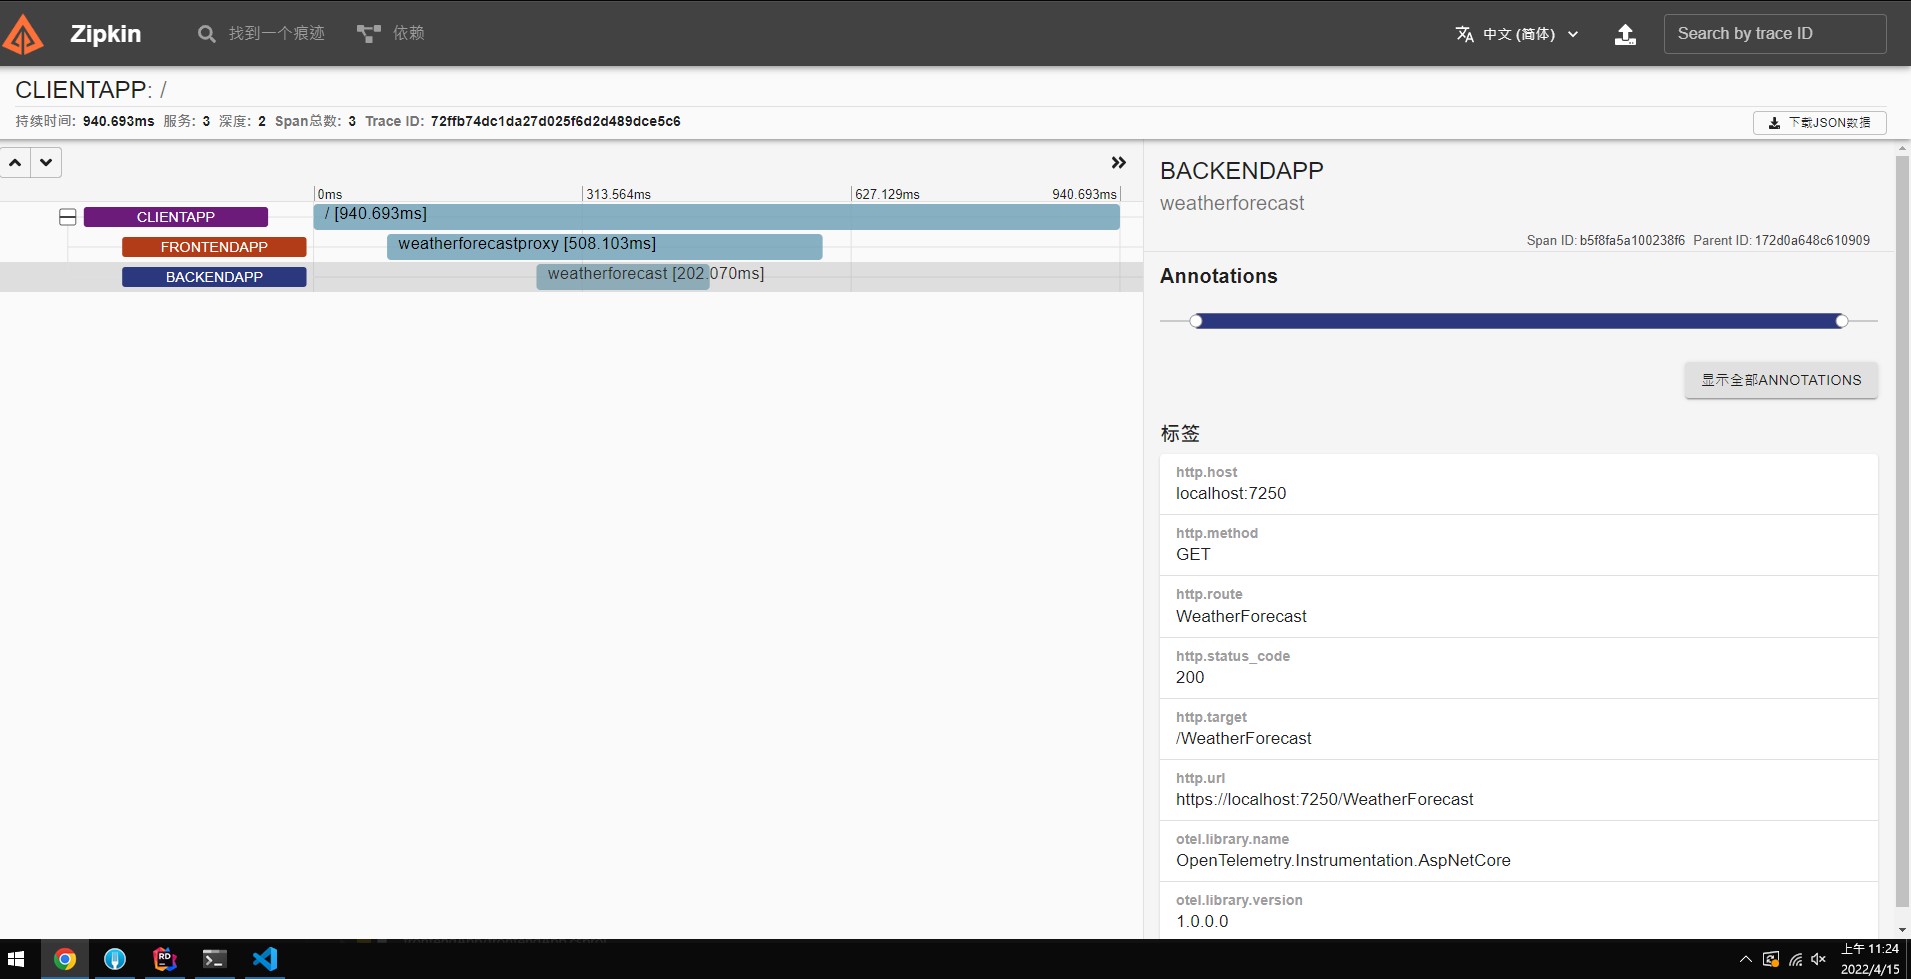 Zipkin
找到一个痕迹
依赖
中文 (简体)
Search by trace ID
CLIENTAPP: /
持续时间: 940.693ms 服务: 3 深度: 2 Span总数: 3 Trace ID: 72ffb74dc1da27d025f6d2d489dce5c6
下载JSON数据
0ms 313.564ms 627.129ms 940.693ms
CLIENTAPP / [940.693ms]
FRONTENDAPP weatherforecastproxy [508.103ms]
BACKENDAPP weatherforecast [202.070ms]
BACKENDAPP
weatherforecast
Span ID: b5f8fa5a100238f6 Parent ID: 172d0a648c610909
Annotations
显示全部ANNOTATIONS
标签
http.host
localhost:7250
http.method
GET
http.route
WeatherForecast
http.status_code
200
http.target
/WeatherForecast
http.url
https://localhost:7250/WeatherForecast
otel.library.name
OpenTelemetry.Instrumentation.AspNetCore
otel.library.version
1.0.0.0
RD
上午 11:24
2022/4/15